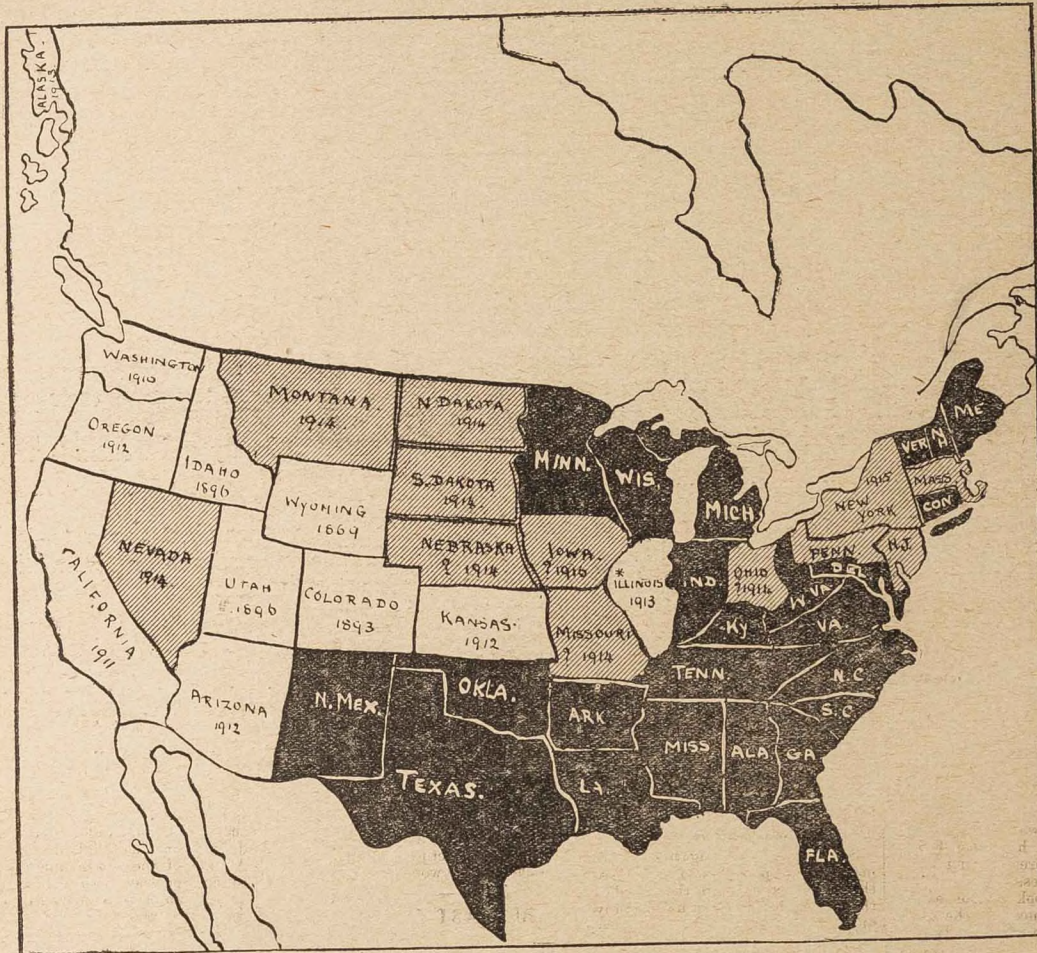 ALASKA.
1913
WASHINGTON
1910
OREGON
1912
IDAHO
1896
MONTANA.
1914.
N DAKOTA
1914
S. DAKOTA
1914.
WYOMING
1869
NEBRASKA
? 1914
NEVADA
1914.
CALIFORNIA
1911
UTAH
1896
COLORADO
1893
KANSAS.
1912
ARIZONA
1912
N. MEX.
TEXAS.
OKLA.
MINN.
WIS
MICH
IOWA.
? 1916
*
ILLINOIS
1913
MISSOURI
? 1914
IND.
OHIO
? 1914
KY
W. VA
VA.
PENN.
DEL
N.J.
1915
NEW
YORK
VER
N H
ME
MASS
CON
TENN.
N. C
S. C.
ARK
MISS
ALA
GA
LA
FLA.